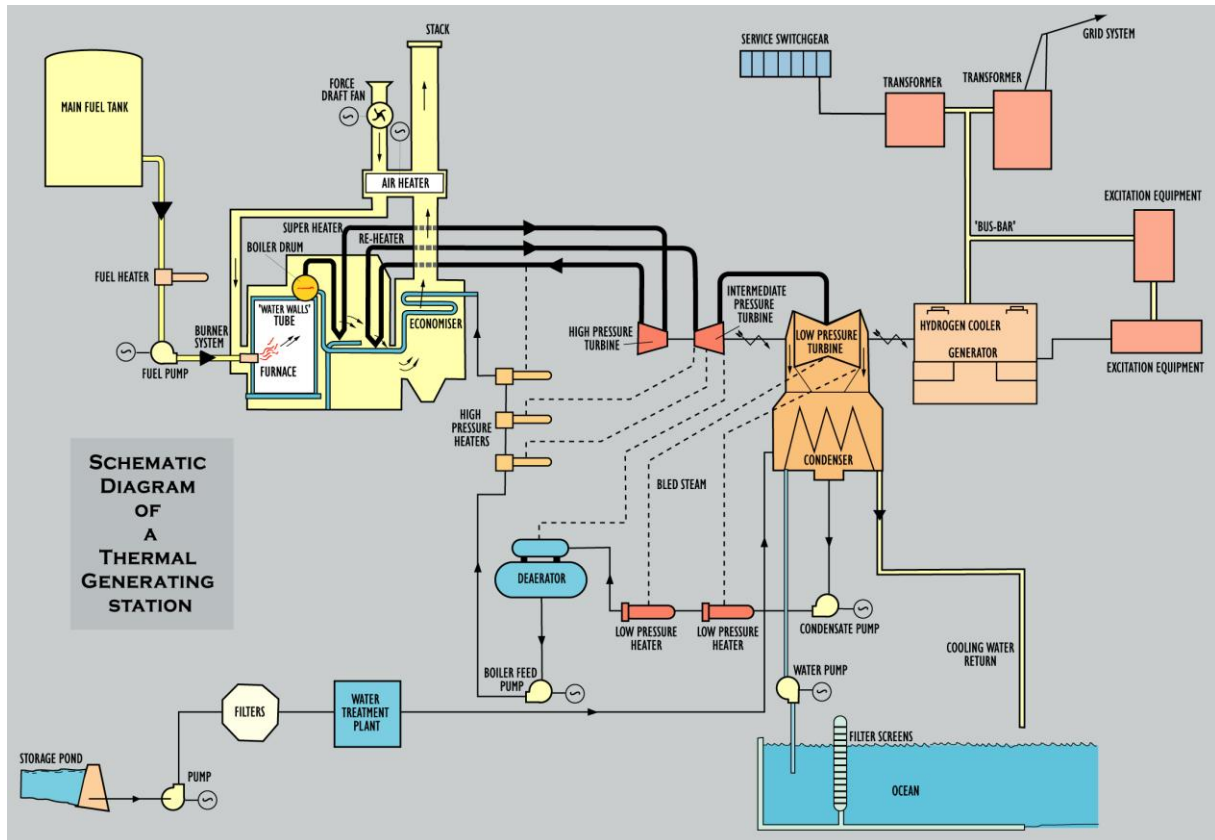 STACK
SERVICE SWITCHGEAR
GRID SYSTEM
FORCE
DRAFT FAN
TRANSFORMER
TRANSFORMER
MAIN FUEL TANK
AIR HEATER
EXCITATION EQUIPMENT
SUPER HEATER
'BUS-BAR'
RE-HEATER
BOILER DRUM
FUEL HEATER
'WATER WALLS'
TUBE
INTERMEDIATE
PRESSURE
TURBINE
ECONOMISER
BURNER
SYSTEM
HIGH PRESSURE
TURBINE
LOW PRESSURE
TURBINE
HYDROGEN COOLER
GENERATOR
FURNACE
FUEL PUMP
EXCITATION EQUIPMENT
HIGH
PRESSURE
HEATERS
CONDENSER
SCHEMATIC
DIAGRAM
OF
A
THERMAL
GENERATING
STATION
BLED STEAM
DEAERATOR
LOW PRESSURE
HEATER
LOW PRESSURE
HEATER
CONDENSATE PUMP
COOLING WATER
RETURN
BOILER FEED
PUMP
WATER PUMP
FILTERS
WATER
TREATMENT
PLANT
FILTER SCREENS
STORAGE POND
PUMP
OCEAN